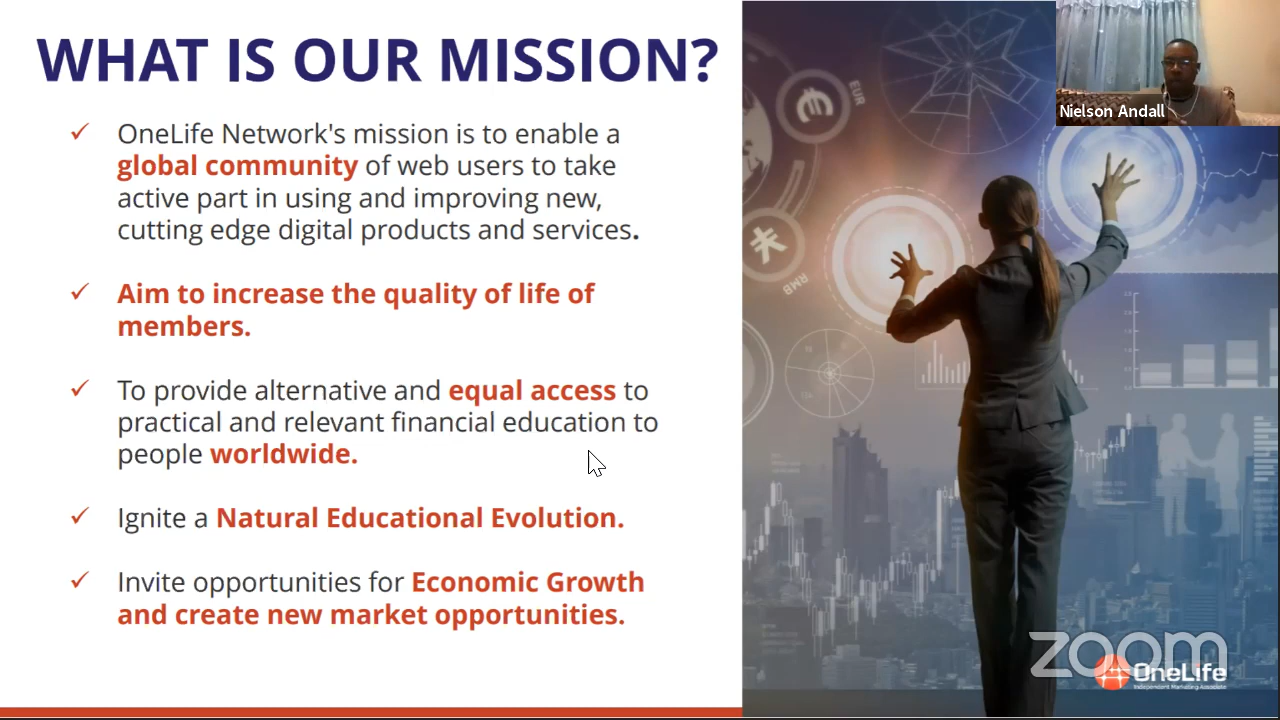 WHAT IS OUR MISSION?
OneLife Network's mission is to enable a
global community of web users to take
active part in using and improving new,
cutting edge digital products and services.
Aim to increase the quality of life of
members.
To provide alternative and equal access to
practical and relevant financial education to
people worldwide.
Ignite a Natural Educational Evolution.
Invite opportunities for Economic Growth
and create new market opportunities.
Nielson Andall
EUR
RMB
zoom
OneLife
Independent Marketing Associate